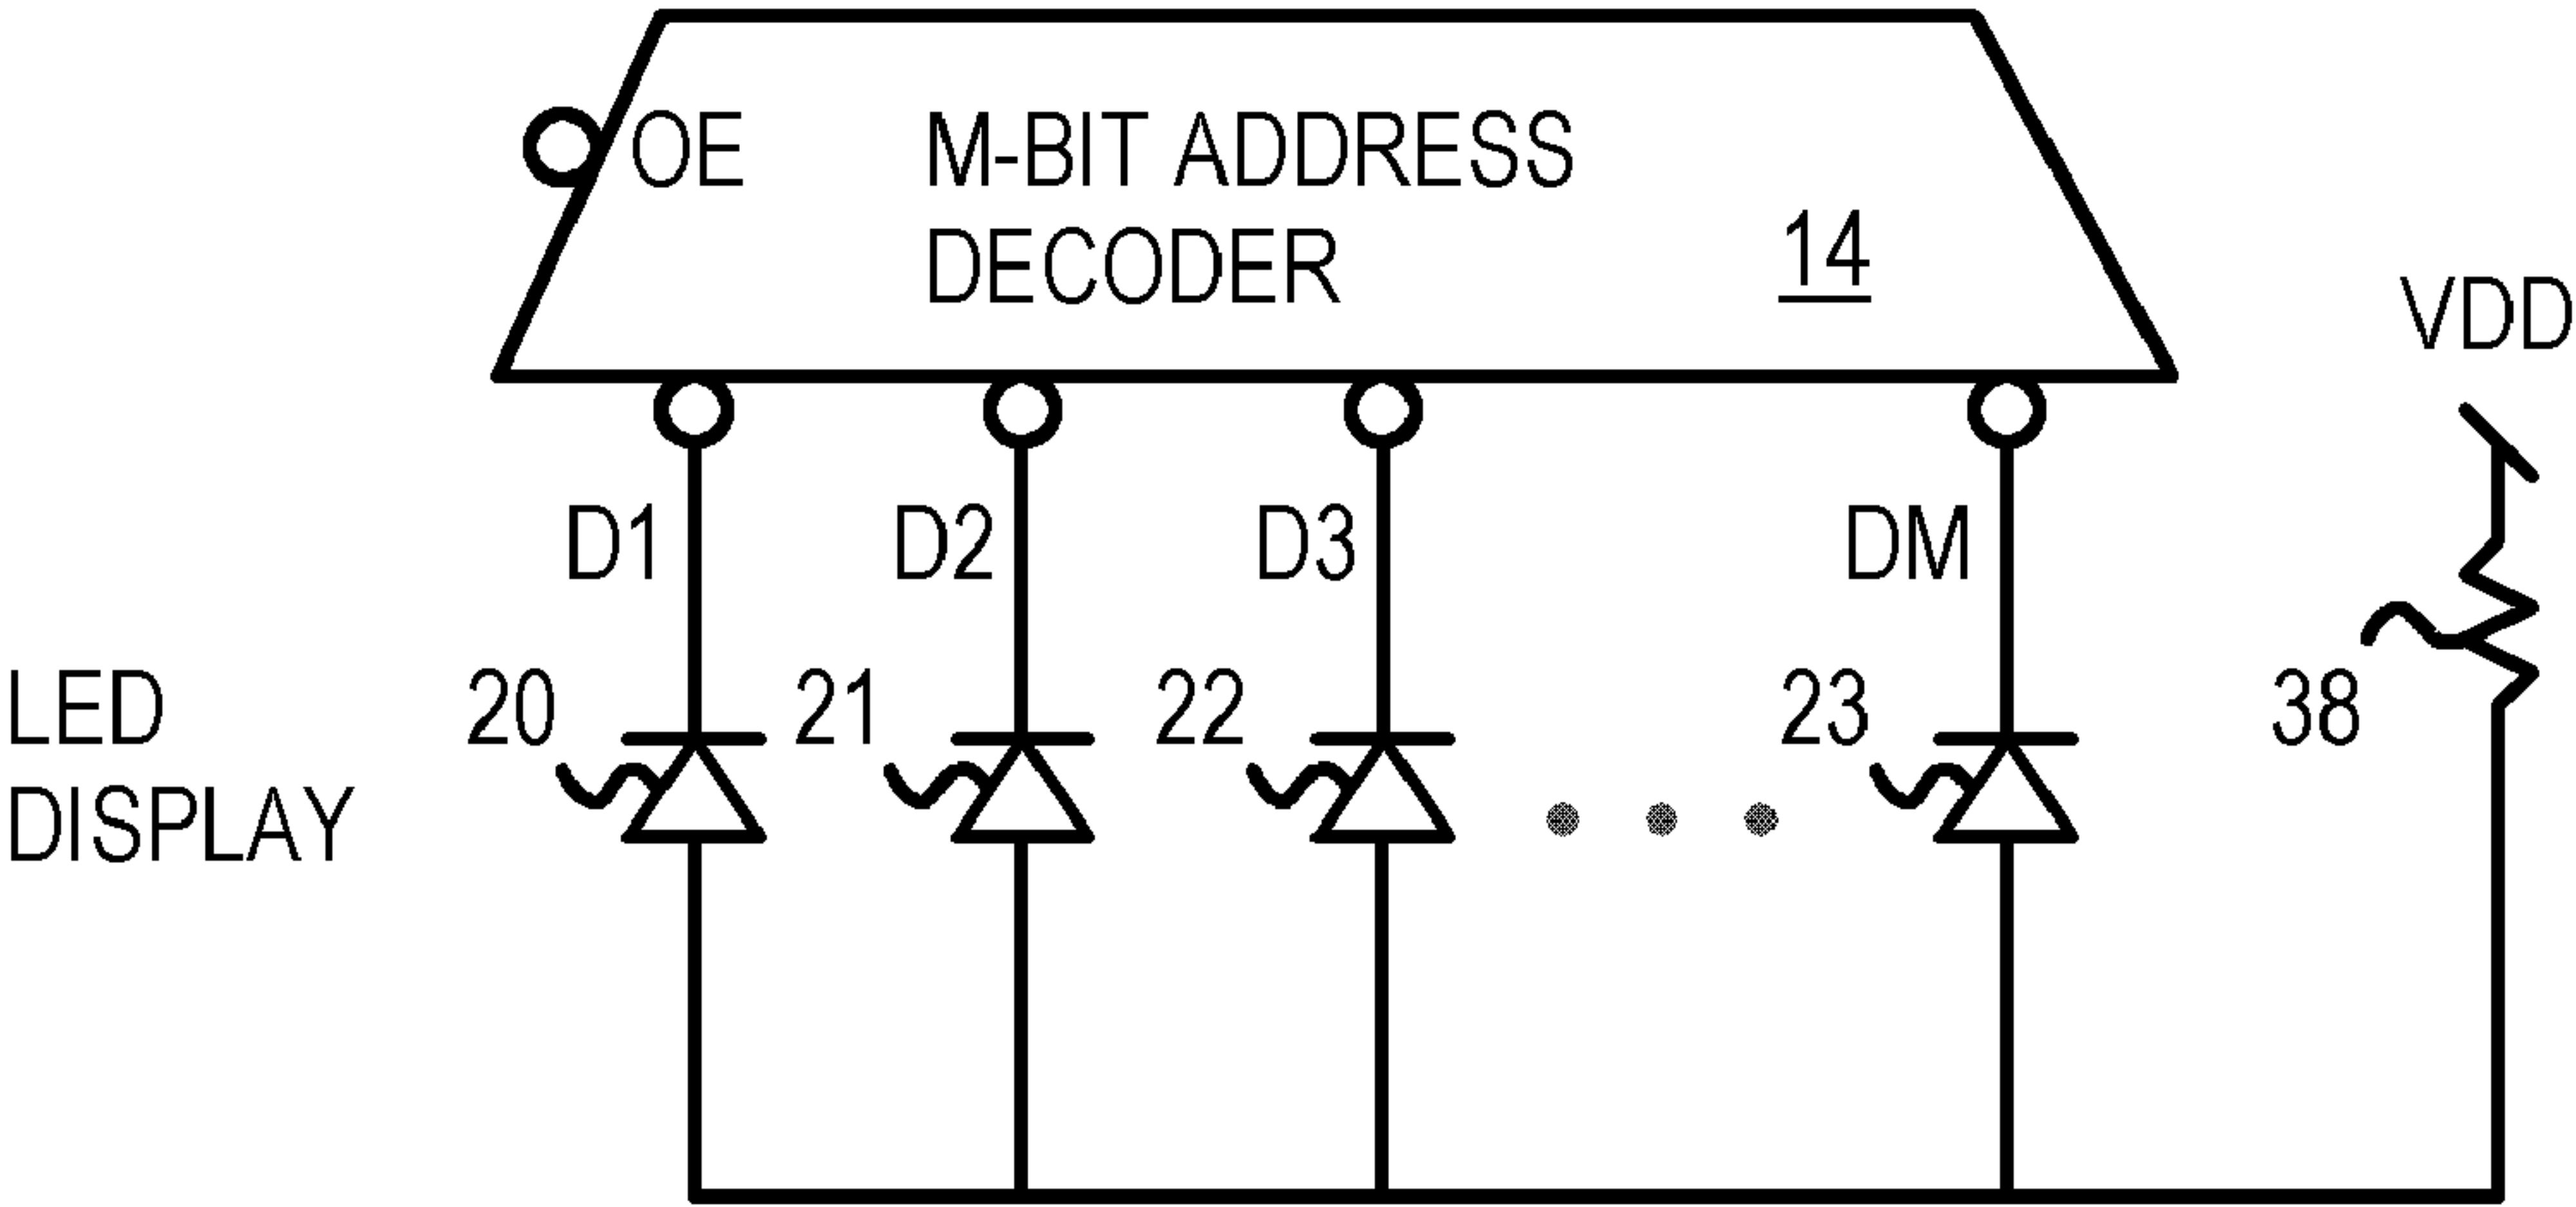 OE
M-BIT ADDRESS
DECODER
14
VDD
D1
D2
D3
DM
LED
DISPLAY
20
21
22
23
38